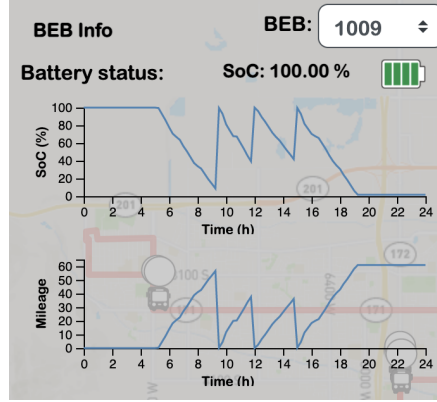 BEB Info
BEB: 1009
Battery status:
SoC: 100.00 %
SoC (%)
100
80
60
40
20
0
0 2 4 6 8 10 12 14 16 18 20 22 24
Time (h)
201
201
172
Mileage
60
50
40
30
20
10
0
100 S
171
171
6400 W
0 2 4 6 8 10 12 14 16 18 20 22 24
Time (h)